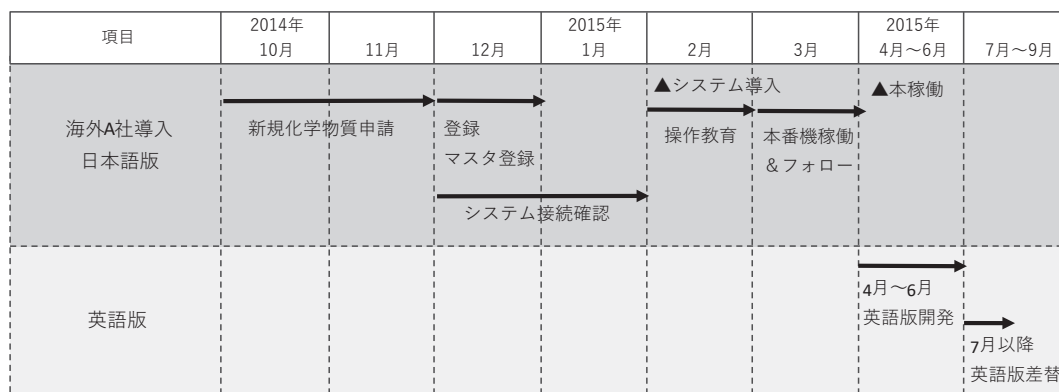 項目
2014年
10月
11月
12月
2015年
1月
2月
3月
2015年
4月～6月
7月～9月
海外A社導入
日本語版
新規化学物質申請
登録
マスタ登録
システム接続確認
▲システム導入
操作教育
本番機稼働
＆フォロー
▲本稼働
英語版
4月～6月
英語版開発
7月以降
英語版差替